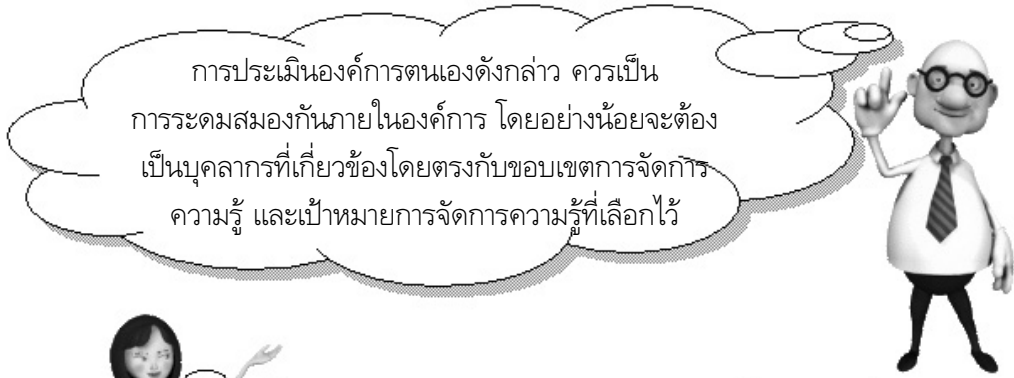 การประเมินองค์การตนเองดังกล่าว ควรเป็น
การระดมสมองกันภายในองค์การ โดยอย่างน้อยจะต้อง
เป็นบุคลากรที่เกี่ยวข้องโดยตรงกับขอบเขตการจัดการ
ความรู้ และเป้าหมายการจัดการความรู้ที่เลือกไว้